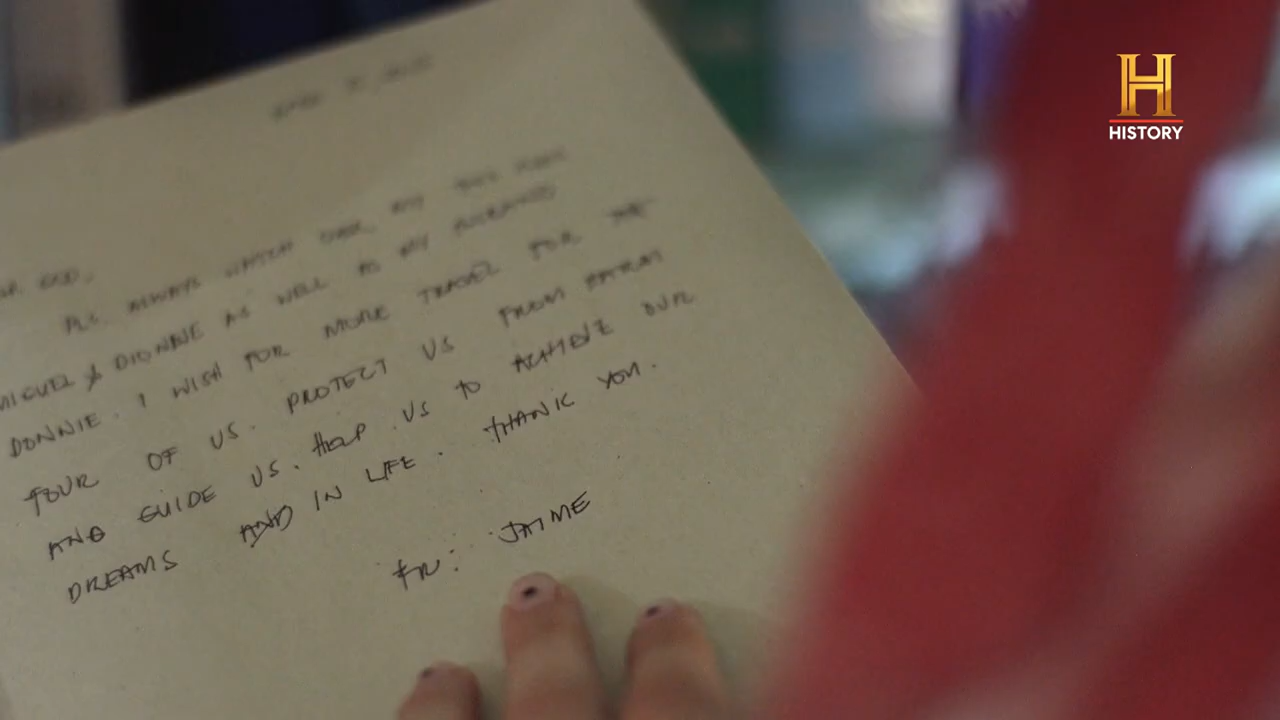 GOD,
PLS. ALWAYS WATCH OVER MY TWO
MIGUEL & DIONNE AS WELL AS MY
DONNIE. I WISH FOR MORE TRAVEL FOR THE
FOUR OF US. PROTECT US FROM
AND GUIDE US. HELP US TO ACHIEVE OUR
DREAMS AND IN LIFE. THANK YOU.
FR: JAIME
H
HISTORY